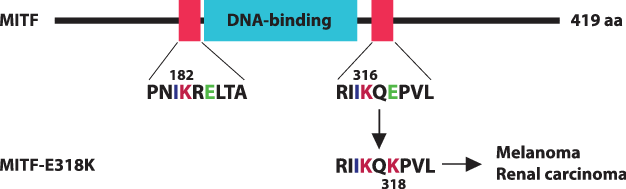 MITF DNA-binding 419 aa
182 316
PNIKRELTA RIIKQEPVL
MITF-E318K RIIKQKPVL Melanoma
Renal carcinoma
318